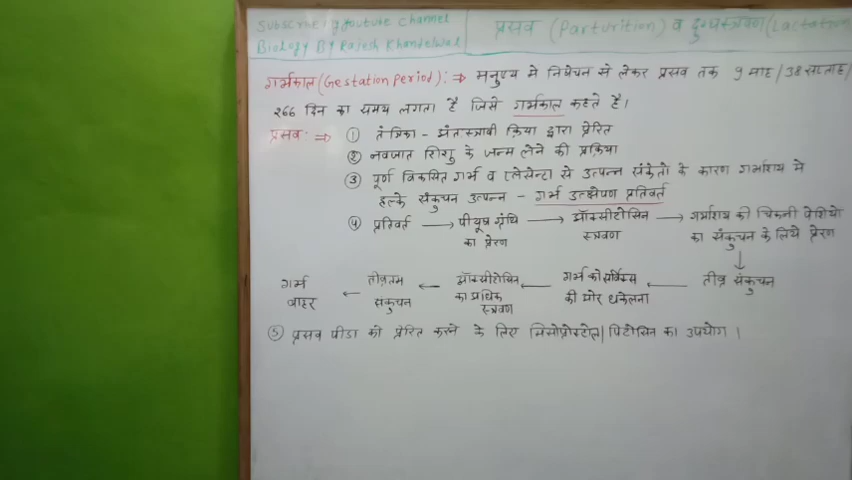 Subscribe my youtube Channel
Biology By Rajesh Khandelwal
प्रसव (Parturition) व दुग्धस्त्रवण (Lactation
गर्भकाल (Gestation Period) : ⇒ मनुष्य मे निषेचन से लेकर प्रसव तक 9 माह / 38 सप्ताह /
266 दिन का समय लगता है जिसे गर्भकाल कहते है।
प्रसव: ⇒ ① तंत्रिका - अंतःस्त्रावी क्रिया द्वारा प्रेरित
② नवजात शिशु के जन्म लेने की प्रक्रिया
③ पूर्ण विकसित गर्भ व प्लेसेन्टा से उत्पन्न संकेतो के कारण गर्भाशय मे
हल्के संकुचन उत्पन्न - गर्भ उत्क्षेपण प्रतिवर्त
④ प्रतिवर्त → पीयूष ग्रंथि → ऑक्सीटोसिन → गर्भाशय की चिकनी पेशियो
का प्रेरण स्त्रवण का संकुचन के लिये प्रेरण
↓
गर्भ ← तीव्रतम ← ऑक्सीटोसिन ← गर्भ को सर्विक्स ← तीव्र संकुचन
बाहर संकुचन का अधिक की ओर धकेलना
स्त्रवण
⑤ प्रसव पीडा को प्रेरित करने के लिए मिसोप्रोस्टोल / पिटोसिन का उपयोग।